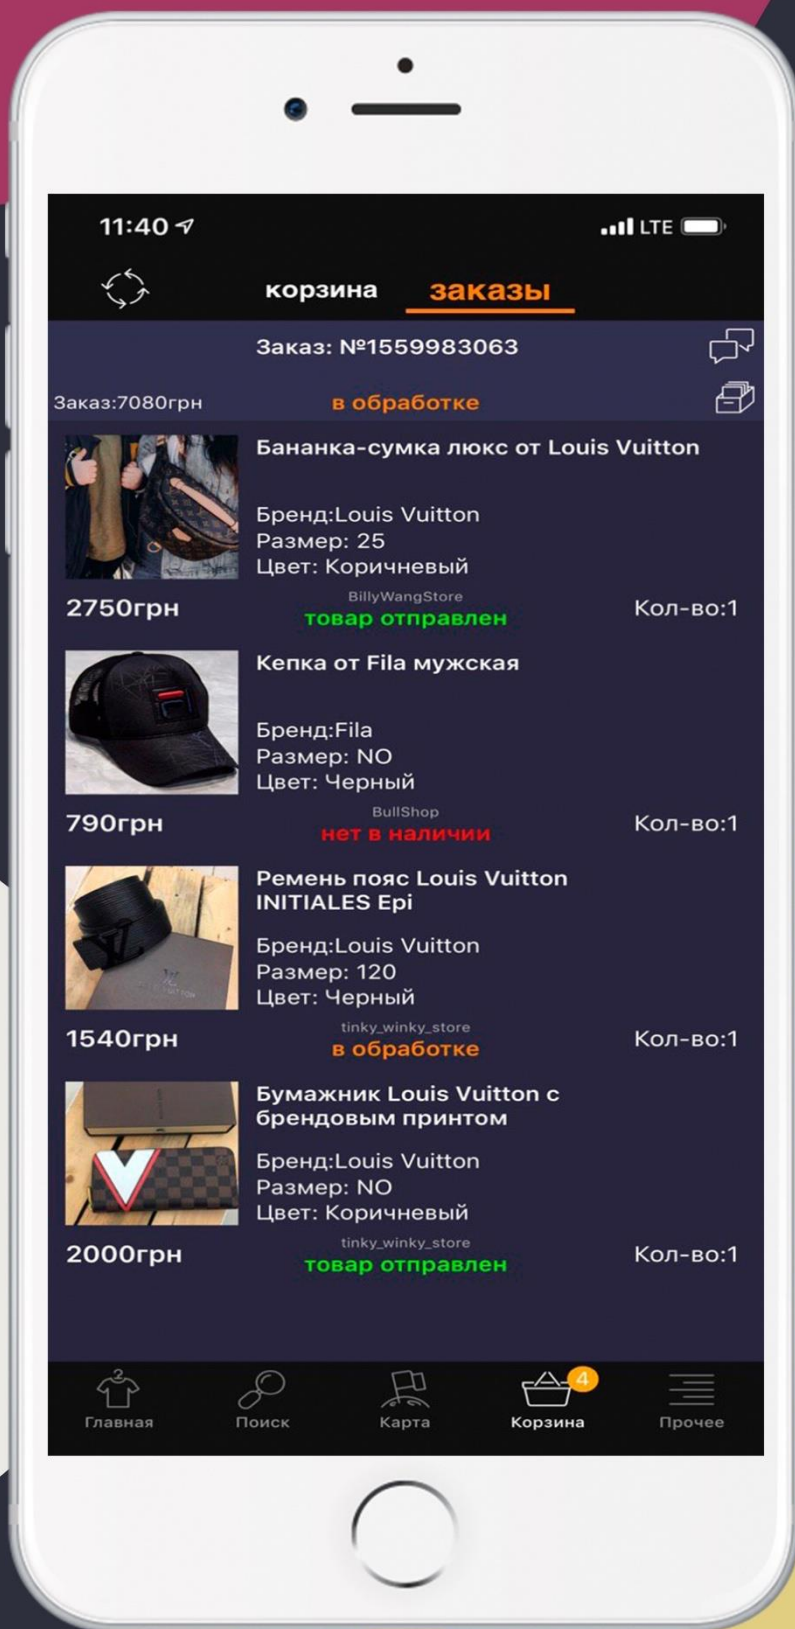 11:40
LTE
корзина
заказы
Заказ: №1559983063
Заказ:7080грн
в обработке
Бананка-сумка люкс от Louis Vuitton
Бренд:Louis Vuitton
Размер: 25
Цвет: Коричневый
BillyWangStore
2750грн
товар отправлен
Кол-во:1
Кепка от Fila мужская
Бренд:Fila
Размер: NO
Цвет: Черный
BullShop
790грн
нет в наличии
Кол-во:1
Ремень пояс Louis Vuitton
INITIALES Epi
Бренд:Louis Vuitton
Размер: 120
Цвет: Черный
tinky_winky_store
1540грн
в обработке
Кол-во:1
Бумажник Louis Vuitton с
брендовым принтом
Бренд:Louis Vuitton
Размер: NO
Цвет: Коричневый
tinky_winky_store
2000грн
товар отправлен
Кол-во:1
4
Главная
Поиск
Карта
Корзина
Прочее